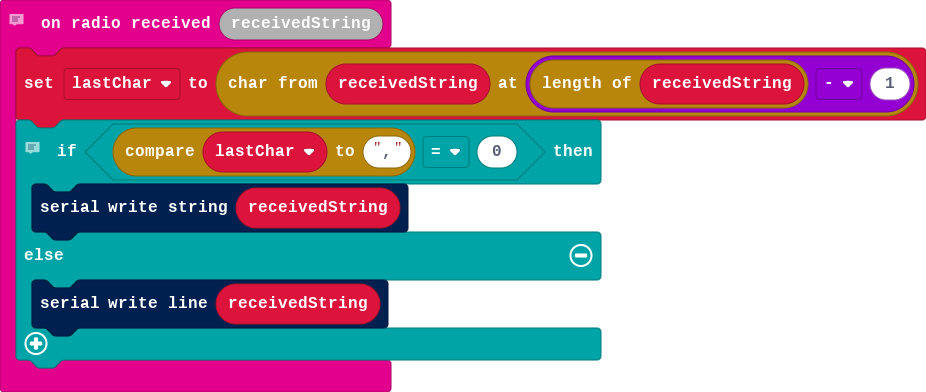 on radio received receivedString
set lastChar to char from receivedString at length of receivedString - 1
if compare lastChar to "," = 0 then
serial write string receivedString
else
serial write line receivedString